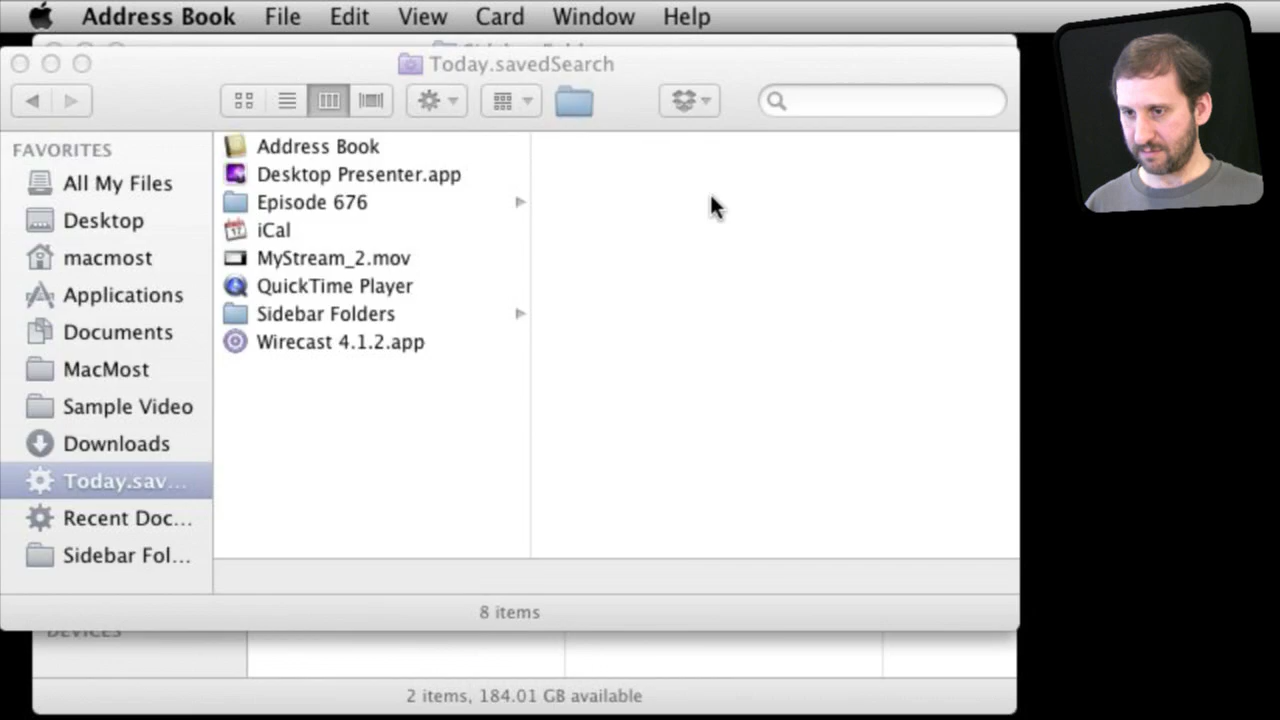 Address Book File Edit View Card Window Help
Today.savedSearch
FAVORITES
All My Files
Desktop
macmost
Applications
Documents
MacMost
Sample Video
Downloads
Today.sav...
Recent Doc...
Sidebar Fol...
Address Book
Desktop Presenter.app
Episode 676
iCal
MyStream_2.mov
QuickTime Player
Sidebar Folders
Wirecast 4.1.2.app
8 items
DEVICES
2 items, 184.01 GB available